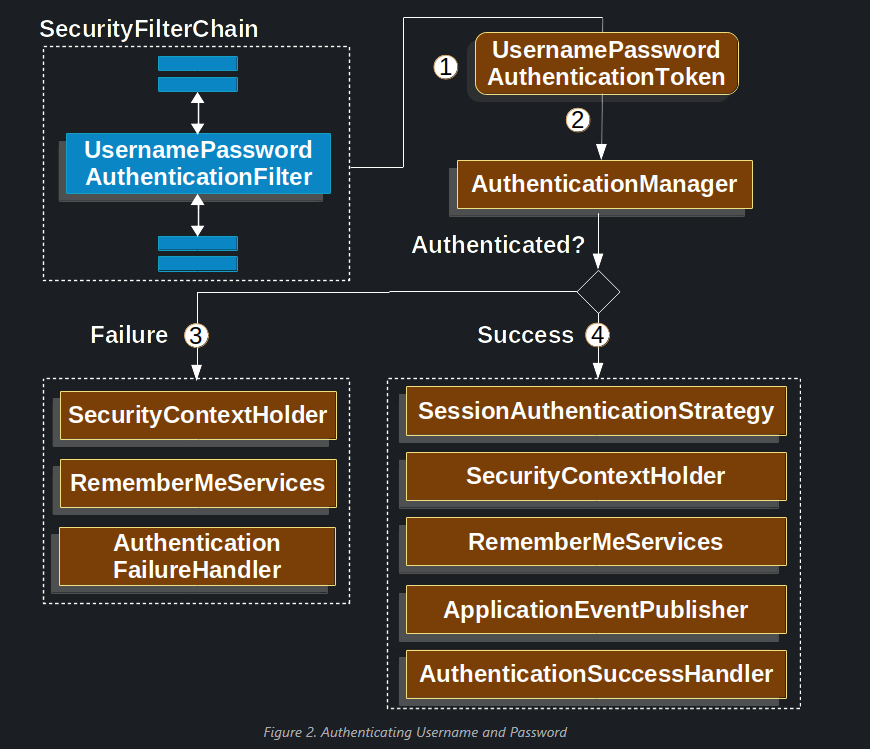 SecurityFilterChain
UsernamePassword
AuthenticationFilter
1
UsernamePassword
AuthenticationToken
2
AuthenticationManager
Authenticated?
Failure
3
Success
4
SecurityContextHolder
RememberMeServices
Authentication
FailureHandler
SessionAuthenticationStrategy
SecurityContextHolder
RememberMeServices
ApplicationEventPublisher
AuthenticationSuccessHandler
Figure 2. Authenticating Username and Password